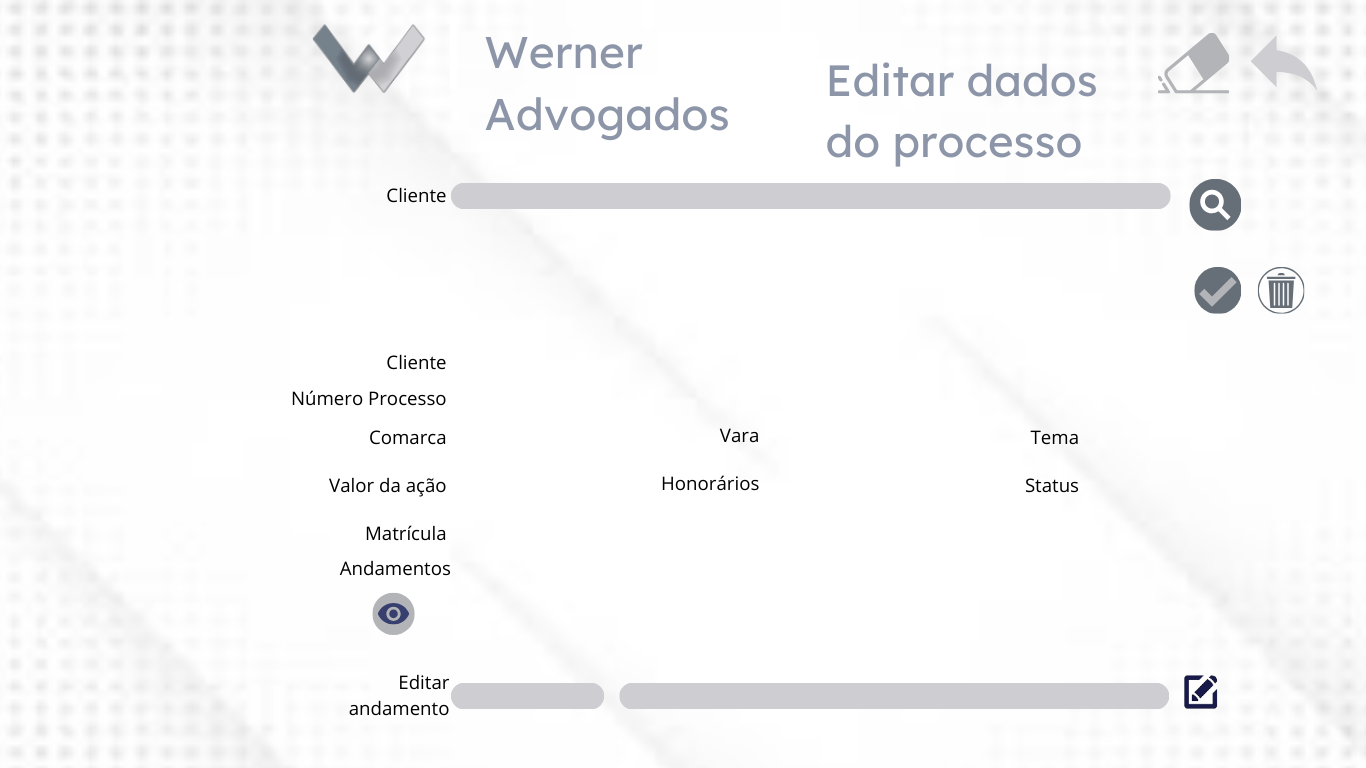 Werner
Advogados
Editar dados
do processo
Cliente
Cliente
Número Processo
Comarca
Vara
Tema
Valor da ação
Honorários
Status
Matrícula
Andamentos
Editar
andamento